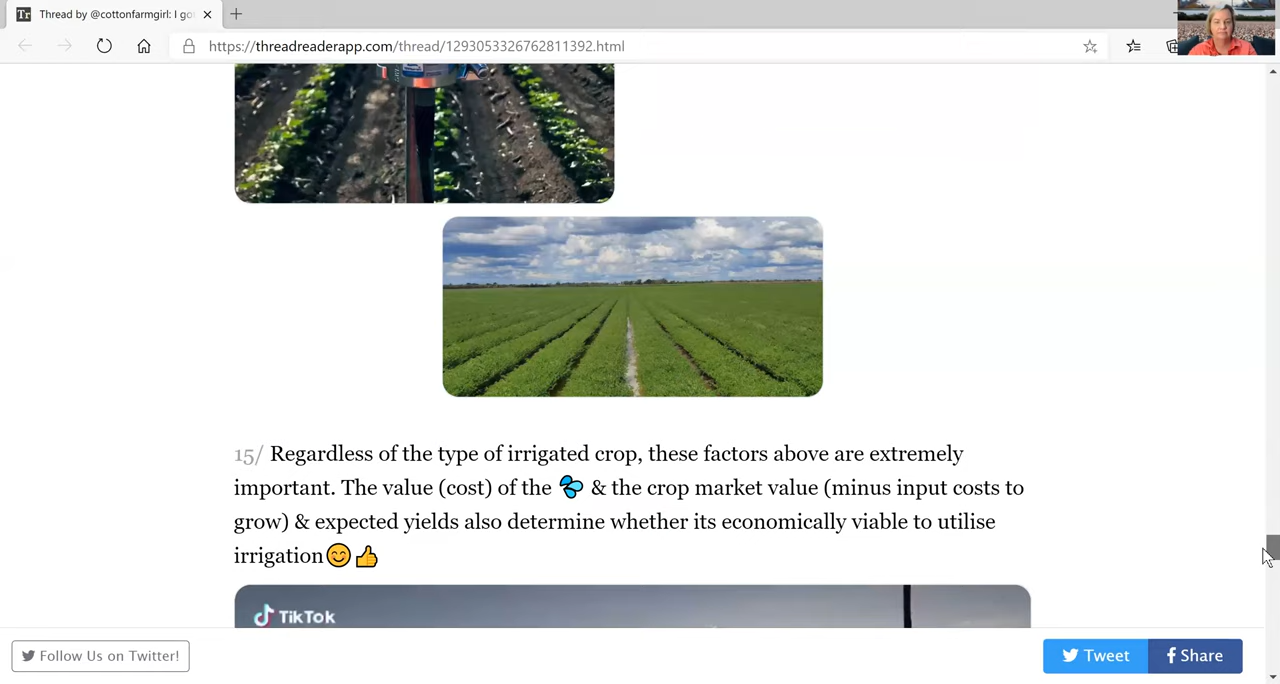 Thread by @cottonfarmgirl: I go
https://threadreaderapp.com/thread/1293053326762811392.html
15/ Regardless of the type of irrigated crop, these factors above are extremely
important. The value (cost) of the 💦 & the crop market value (minus input costs to
grow) & expected yields also determine whether its economically viable to utilise
irrigation😊👍
TikTok
Follow Us on Twitter!
Tweet
Share